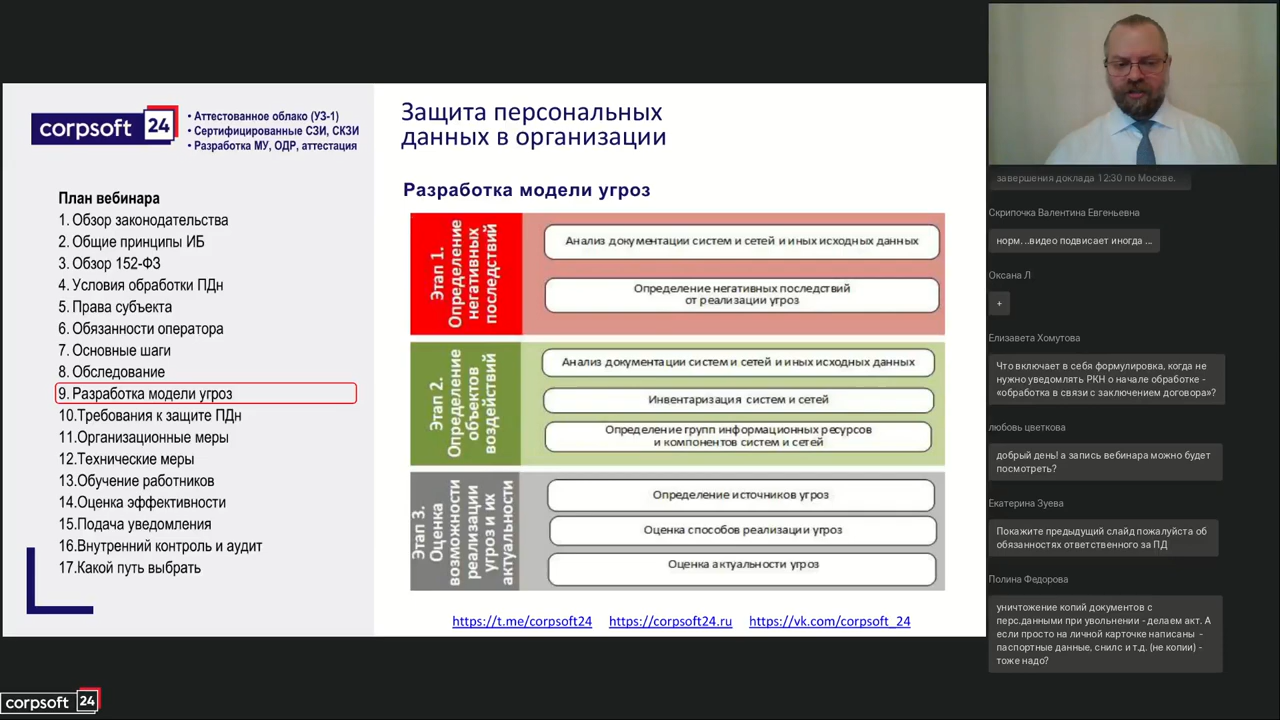 corpsoft 24
• Аттестованное облако (УЗ-1)
• Сертифицированные СЗИ, СКЗИ
• Разработка МУ, ОДР, аттестация
План вебинара
1. Обзор законодательства
2. Общие принципы ИБ
3. Обзор 152-ФЗ
4. Условия обработки ПДн
5. Права субъекта
6. Обязанности оператора
7. Основные шаги
8. Обследование
9. Разработка модели угроз
10.Требования к защите ПДн
11.Организационные меры
12.Технические меры
13.Обучение работников
14.Оценка эффективности
15.Подача уведомления
16.Внутренний контроль и аудит
17.Какой путь выбрать
Защита персональных
данных в организации
Разработка модели угроз
Этап 1.
Определение
негативных
последствий
Анализ документации систем и сетей и иных исходных данных
Определение негативных последствий
от реализации угроз
Этап 2.
Определение
объектов
воздействий
Анализ документации систем и сетей и иных исходных данных
Инвентаризация систем и сетей
Определение групп информационных ресурсов
и компонентов систем и сетей
Этап 3.
Оценка
возможности
реализации
угроз и их
актуальности
Определение источников угроз
Оценка способов реализации угроз
Оценка актуальности угроз
https://t.me/corpsoft24 https://corpsoft24.ru https://vk.com/corpsoft_24
завершения доклада 12:30 по Москве.
Скрипочка Валентина Евгеньевна
норм. ..видео подвисает иногда ...
Оксана Л
+
Елизавета Хомутова
Что включает в себя формулировка, когда не
нужно уведомлять РКН о начале обработке -
«обработка в связи с заключением договора»?
любовь цветкова
добрый день! а запись вебинара можно будет
посмотреть?
Екатерина Зуева
Покажите предыдущий слайд пожалуйста об
обязанностях ответственного за ПД
Полина Федорова
уничтожение копий документов с
перс.данными при увольнении - делаем акт. А
если просто на личной карточке написаны -
паспортные данные, снилс и т.д. (не копии) -
тоже надо?
corpsoft 24